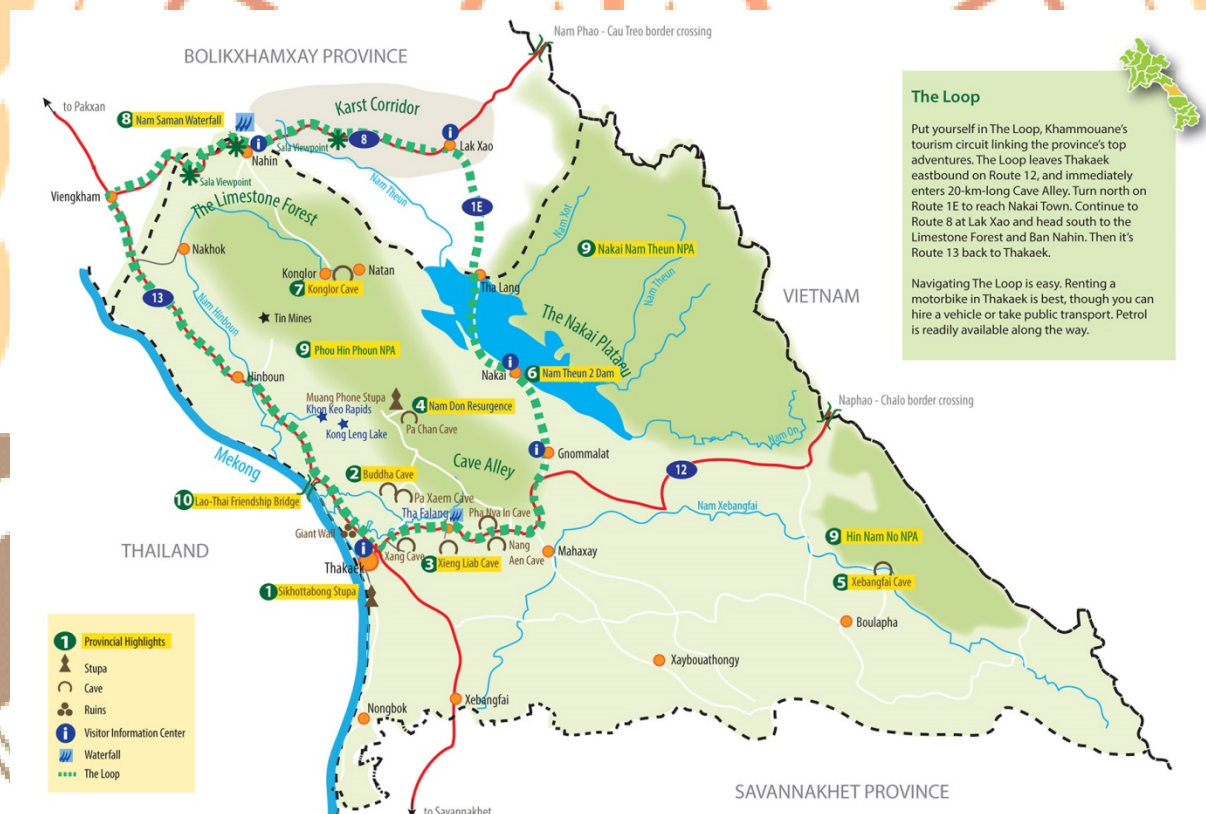 Nam Phao - Cau Treo border crossing
BOLIKXHAMXAY PROVINCE
to Pakxan
Karst Corridor
8 Nam Saman Waterfall
i
8
i
Sala Viewpoint
Lak Xao
Nahin
Sala Viewpoint
Viengkham
The Limestone Forest
Nam Theun
1E
Nam Xot
Nakhok
9 Nakai Nam Theun NPA
Konglor
Natan
7 Konglor Cave
Tha Lang
Nam Theun
VIETNAM
13
Nam Hinboun
Tin Mines
The Nakai Plataeu
9 Phou Hin Phoun NPA
i
Nakai
6 Nam Theun 2 Dam
Hinboun
Muang Phone Stupa
Khon Keo Rapids
4 Nam Don Resurgence
Naphao - Chalo border crossing
Pa Chan Cave
Kong Leng Lake
Nam On
i
Gnommalat
Mekong
Cave Alley
12
2 Buddha Cave
10 Lao-Thai Friendship Bridge
Pa Xaem Cave
Tha Falang
Pha Nya In Cave
Nam Xebangfai
Giant Wall
9 Hin Nam No NPA
THAILAND
i
Xang Cave
Nang
Aen Cave
Mahaxay
Thakaek
3 Xieng Liab Cave
5 Xebangfai Cave
1 Sikhottabong Stupa
Boulapha
Xaybouathongy
Xebangfai
Nongbok
SAVANNAKHET PROVINCE
to Savannakhet
The Loop
Put yourself in The Loop, Khammouane's
tourism circuit linking the province's top
adventures. The Loop leaves Thakaek
eastbound on Route 12, and immediately
enters 20-km-long Cave Alley. Turn north on
Route 1E to reach Nakai Town. Continue to
Route 8 at Lak Xao and head south to the
Limestone Forest and Ban Nahin. Then it's
Route 13 back to Thakaek.
Navigating The Loop is easy. Renting a
motorbike in Thakaek is best, though you can
hire a vehicle or take public transport. Petrol
is readily available along the way.
1 Provincial Highlights
Stupa
Cave
Ruins
i Visitor Information Center
Waterfall
The Loop